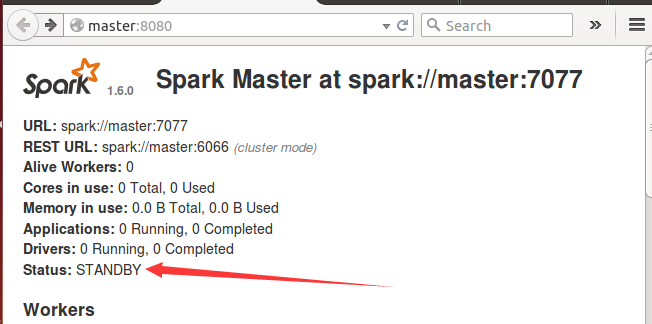 master:8080
Search
Spark 1.6.0 Spark Master at spark://master:7077
URL: spark://master:7077
REST URL: spark://master:6066 (cluster mode)
Alive Workers: 0
Cores in use: 0 Total, 0 Used
Memory in use: 0.0 B Total, 0.0 B Used
Applications: 0 Running, 0 Completed
Drivers: 0 Running, 0 Completed
Status: STANDBY
Workers